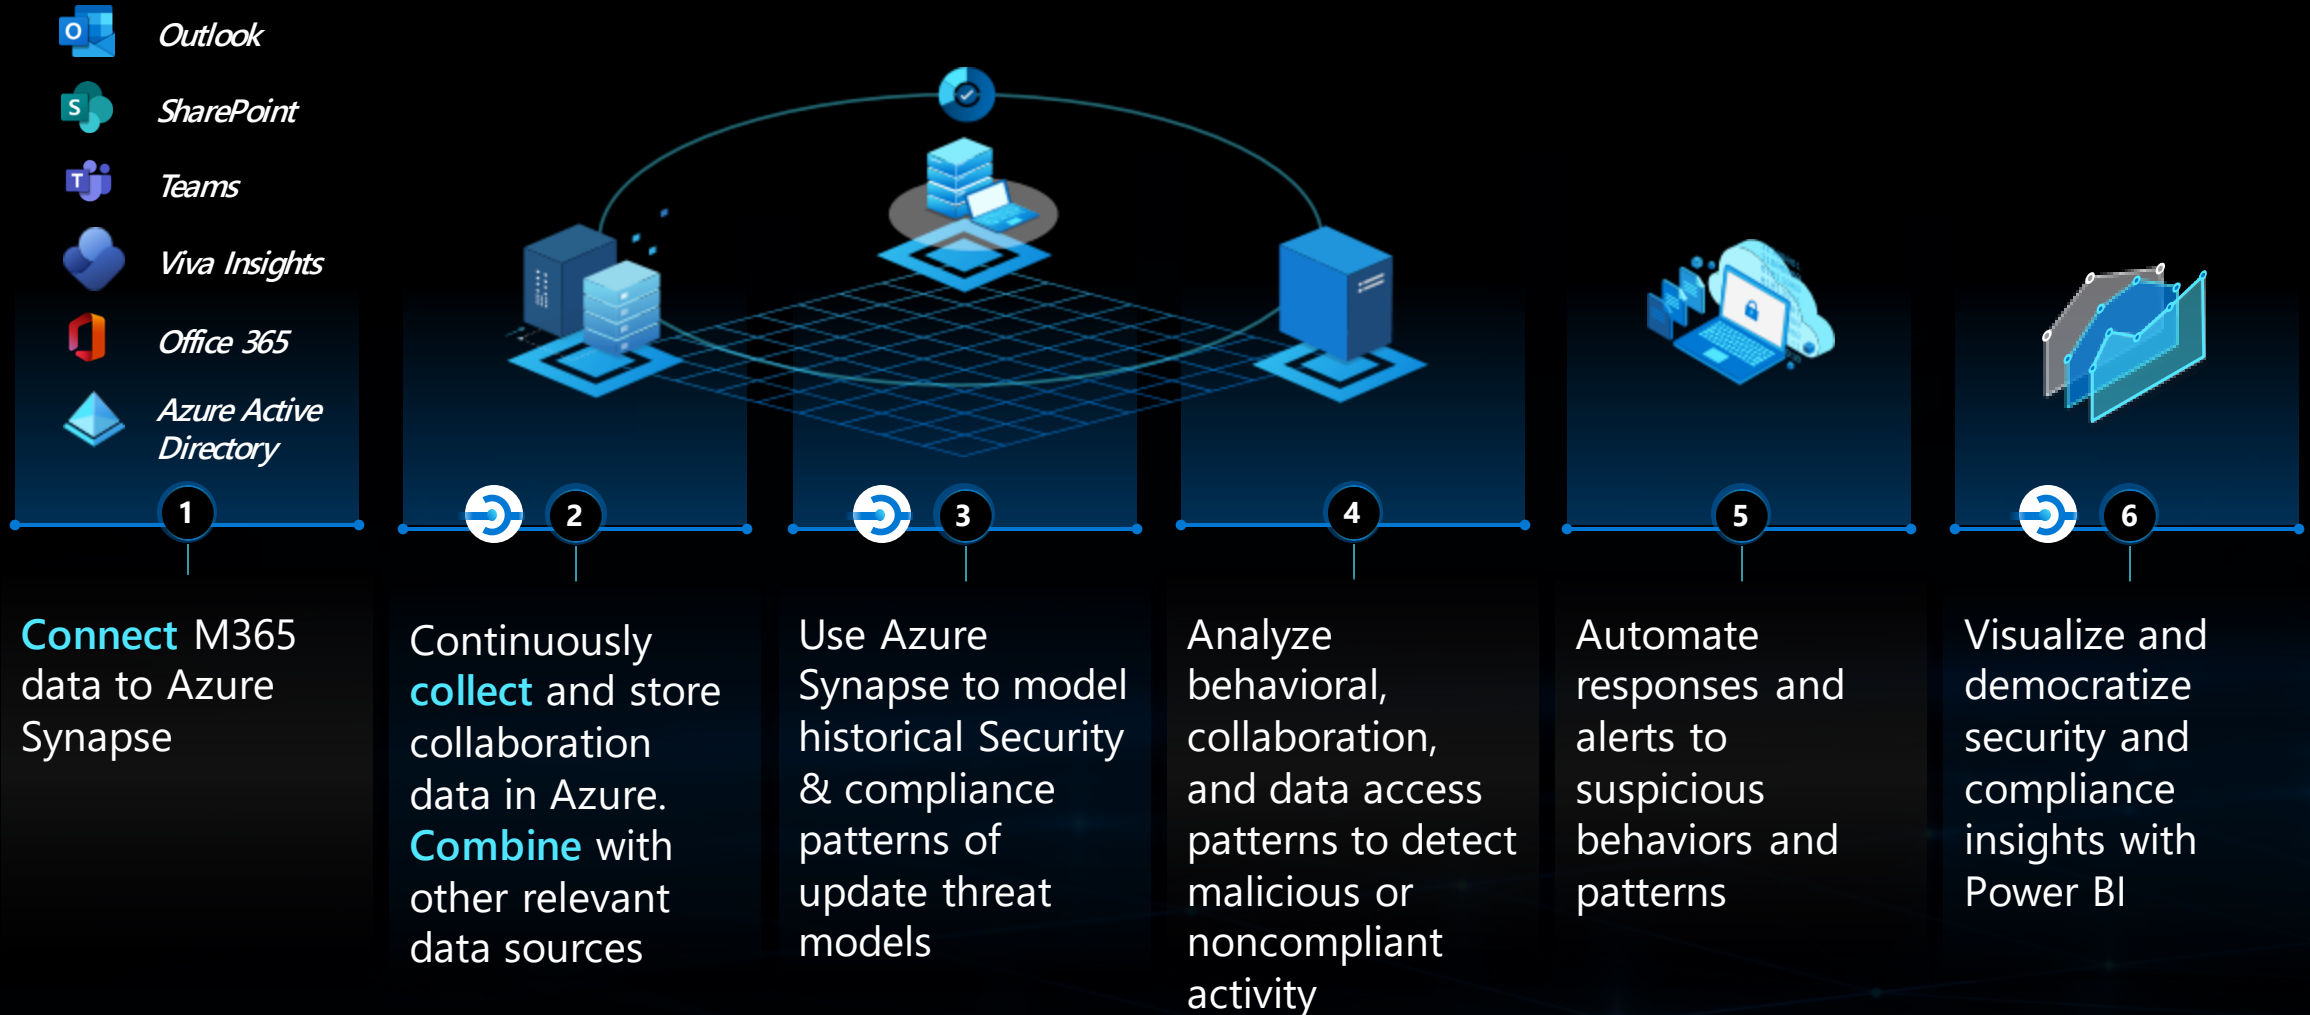 Outlook
SharePoint
Teams
Viva Insights
Office 365
Azure Active
Directory
1
Connect M365
data to Azure
Synapse
2
Continuously
collect and store
collaboration
data in Azure.
Combine with
other relevant
data sources
3
Use Azure
Synapse to model
historical Security
& compliance
patterns of
update threat
models
4
Analyze
behavioral,
collaboration,
and data access
patterns to detect
malicious or
noncompliant
activity
5
Automate
responses and
alerts to
suspicious
behaviors and
patterns
6
Visualize and
democratize
security and
compliance
insights with
Power BI